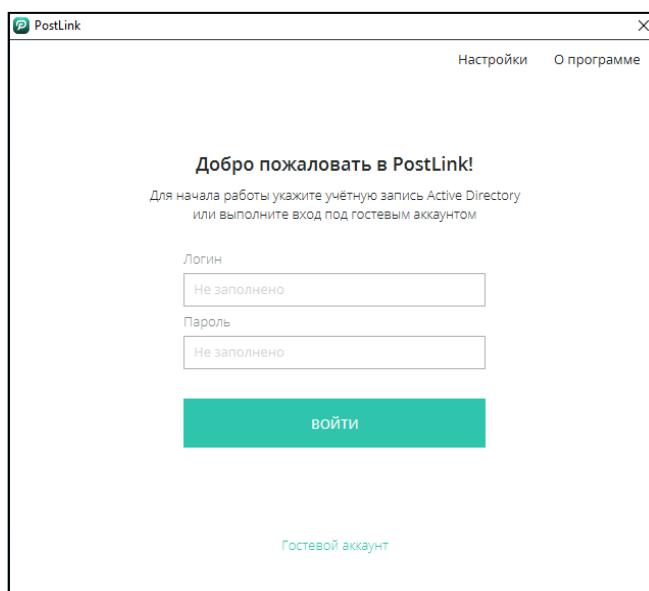 PostLink
Настройки О программе
Добро пожаловать в PostLink!
Для начала работы укажите учётную запись Active Directory
или выполните вход под гостевым аккаунтом
Логин
Не заполнено
Пароль
Не заполнено
ВОЙТИ
Гостевой аккаунт